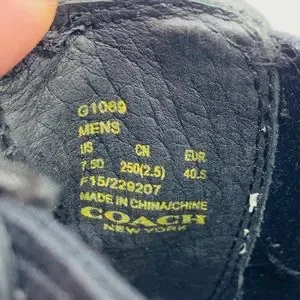 G1069
MENS
US CN EUR
7.5D 250(2.5) 40.5
F15/229207
MADE IN CHINA/CHINE
COACH
NEW YORK